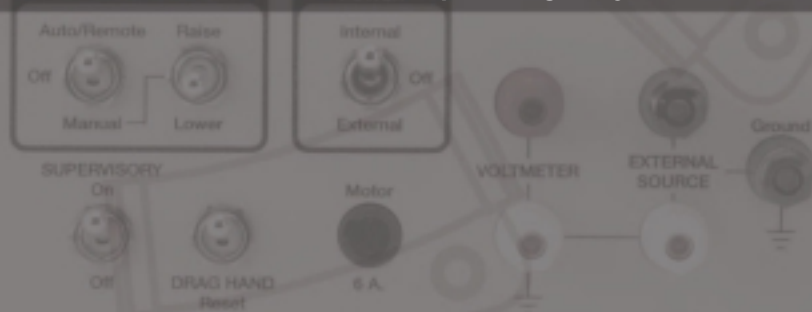 Auto/Remote Raise
Off
Manual Lower
Internal
Off
External
SUPERVISORY
On
Off
DRAG HAND
Reset
Motor
6 A.
VOLTMETER
EXTERNAL
SOURCE
Ground